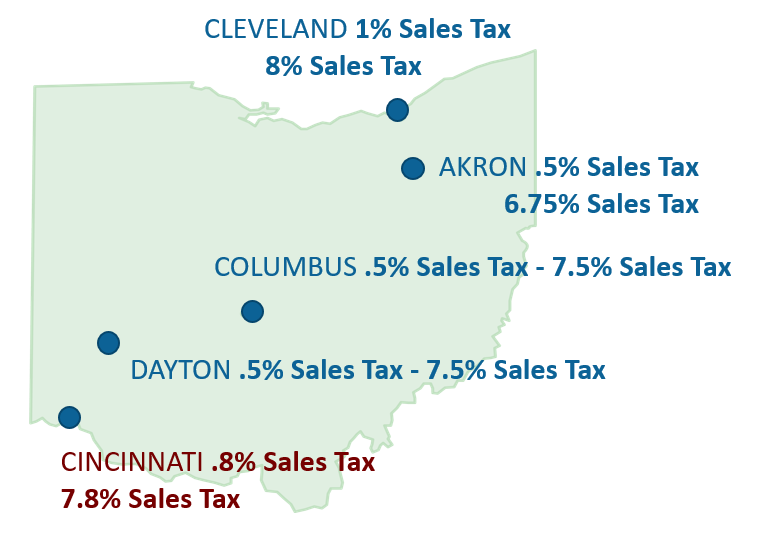 CLEVELAND 1% Sales Tax
8% Sales Tax
AKRON .5% Sales Tax
6.75% Sales Tax
COLUMBUS .5% Sales Tax - 7.5% Sales Tax
DAYTON .5% Sales Tax - 7.5% Sales Tax
CINCINNATI .8% Sales Tax
7.8% Sales Tax